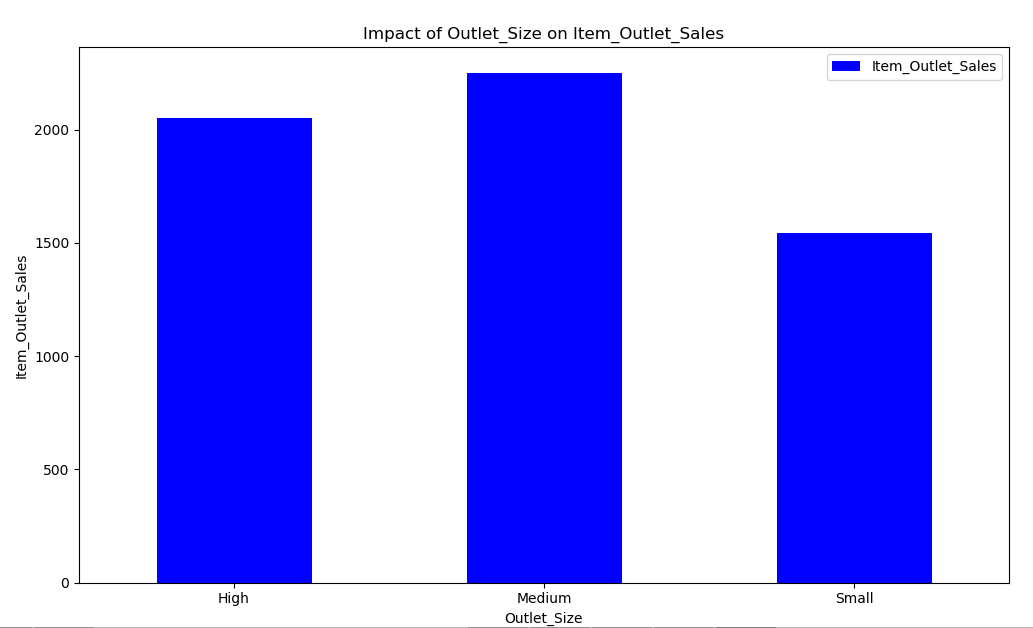 Impact of Outlet_Size on Item_Outlet_Sales
Item_Outlet_Sales
2000
1500
1000
500
0
Item_Outlet_Sales
High
Medium
Small
Outlet_Size